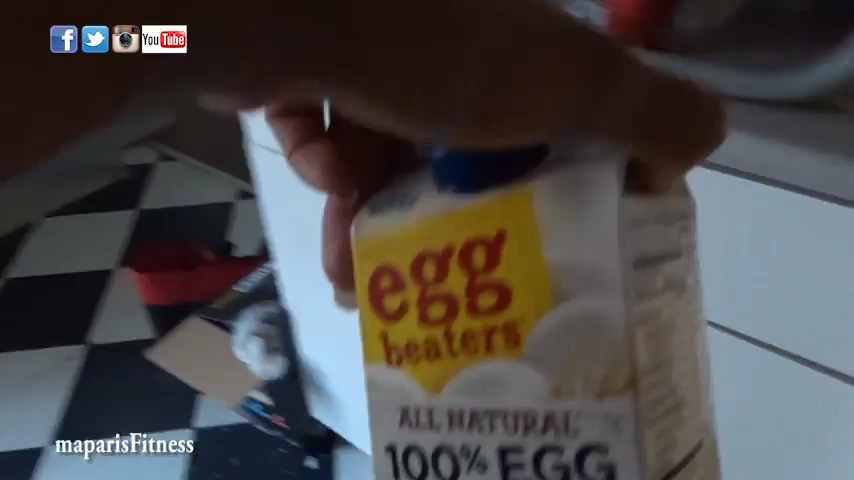 You Tube
egg
beaters
ALL NATURAL
100% EGG
maparisFitness